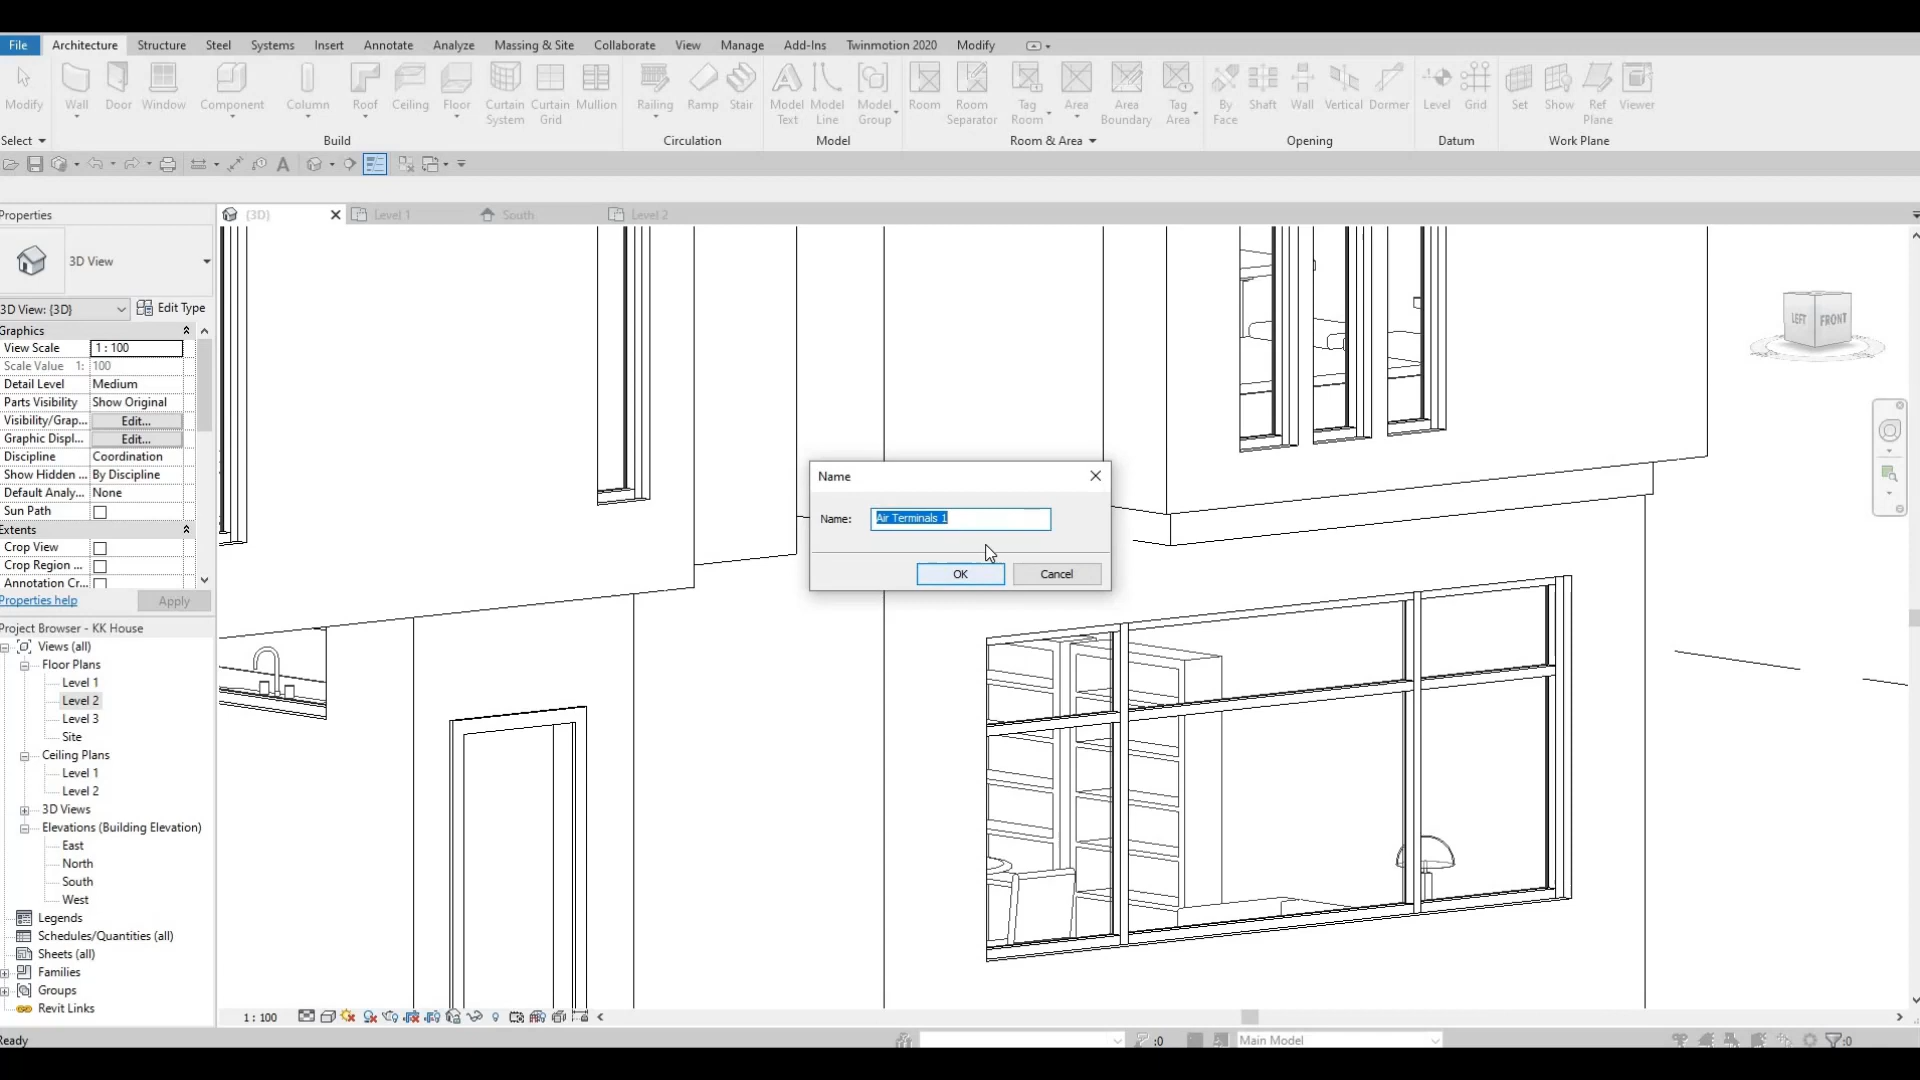 File Architecture Structure Steel Systems Insert Annotate Analyze Massing & Site Collaborate View Manage Add-Ins Twinmotion 2020 Modify
Modify Wall Door Window Component Column Roof Ceiling Floor Curtain System Curtain Grid Mullion Railing Ramp Stair Model Text Model Line Model Group Room Room Separator Tag Room Area Area Boundary Tag Area By Face Shaft Wall Vertical Dormer Level Grid Set Show Ref Plane Viewer
Select Build Circulation Model Room & Area Opening Datum Work Plane
Properties
{3D} Level 1 South Level 2
3D View
3D View: {3D} Edit Type
Graphics
View Scale 1 : 100
Scale Value 1: 100
Detail Level Medium
Parts Visibility Show Original
Visibility/Grap... Edit...
Graphic Displ... Edit...
Discipline Coordination
Show Hidden ... By Discipline
Default Analy... None
Sun Path
Extents
Crop View
Crop Region ...
Annotation Cr...
Properties help Apply
LEFT FRONT
Name
Name: Air Terminals 1
OK Cancel
Project Browser - KK House
Views (all)
Floor Plans
Level 1
Level 2
Level 3
Site
Ceiling Plans
Level 1
Level 2
3D Views
Elevations (Building Elevation)
East
North
South
West
Legends
Schedules/Quantities (all)
Sheets (all)
Families
Groups
Revit Links
1 : 100
Ready :0 Main Model :0